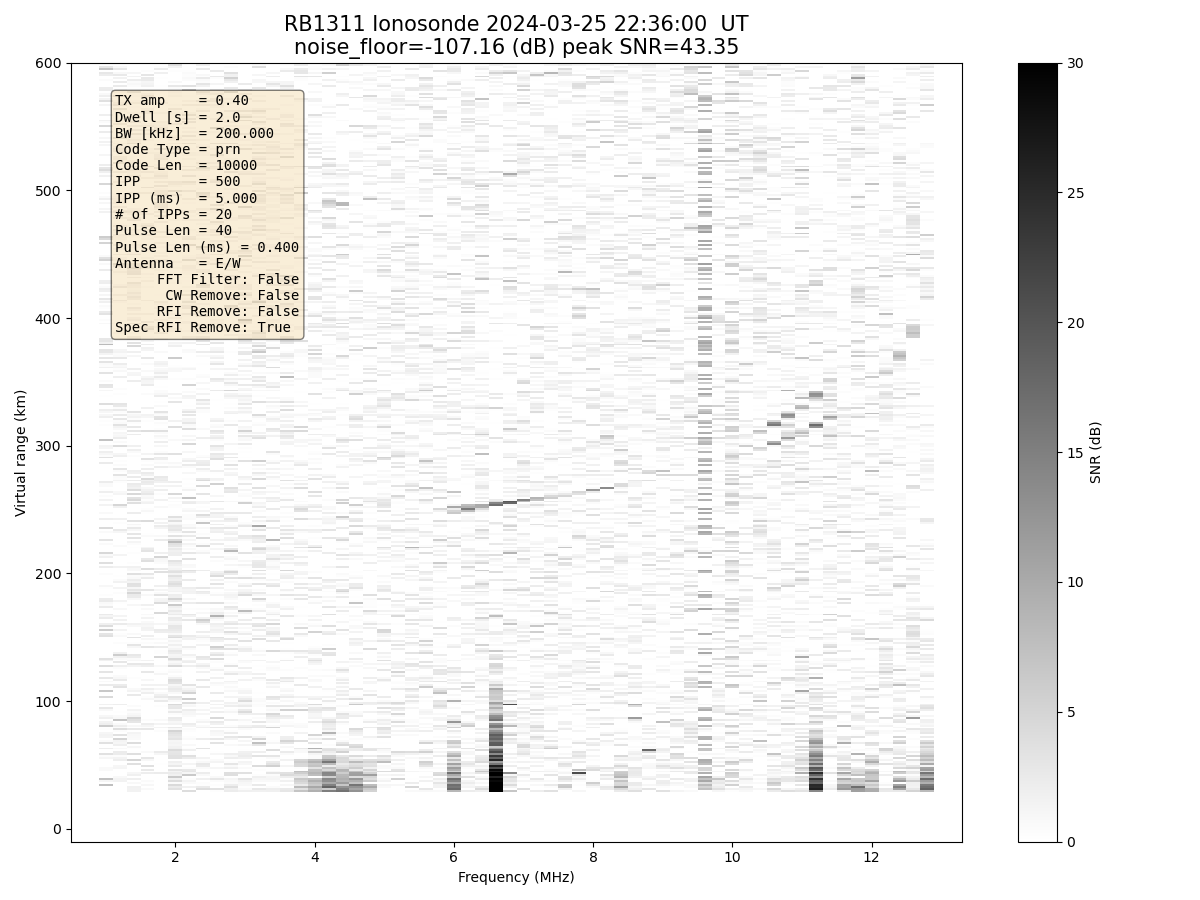 RB1311 Ionosonde 2024-03-25 22:36:00  UT
noise_floor=-107.16 (dB) peak SNR=43.35
600
500
400
300
200
100
0
Virtual range (km)
TX amp    = 0.40
Dwell [s] = 2.0
BW [kHz]  = 200.000
Code Type = prn
Code Len  = 10000
IPP       = 500
IPP (ms)  = 5.000
# of IPPs = 20
Pulse Len = 40
Pulse Len (ms) = 0.400
Antenna   = E/W
FFT Filter: False
CW Remove: False
RFI Remove: False
Spec RFI Remove: True
2 4 6 8 10 12
Frequency (MHz)
30
25
20
15
10
5
0
SNR (dB)